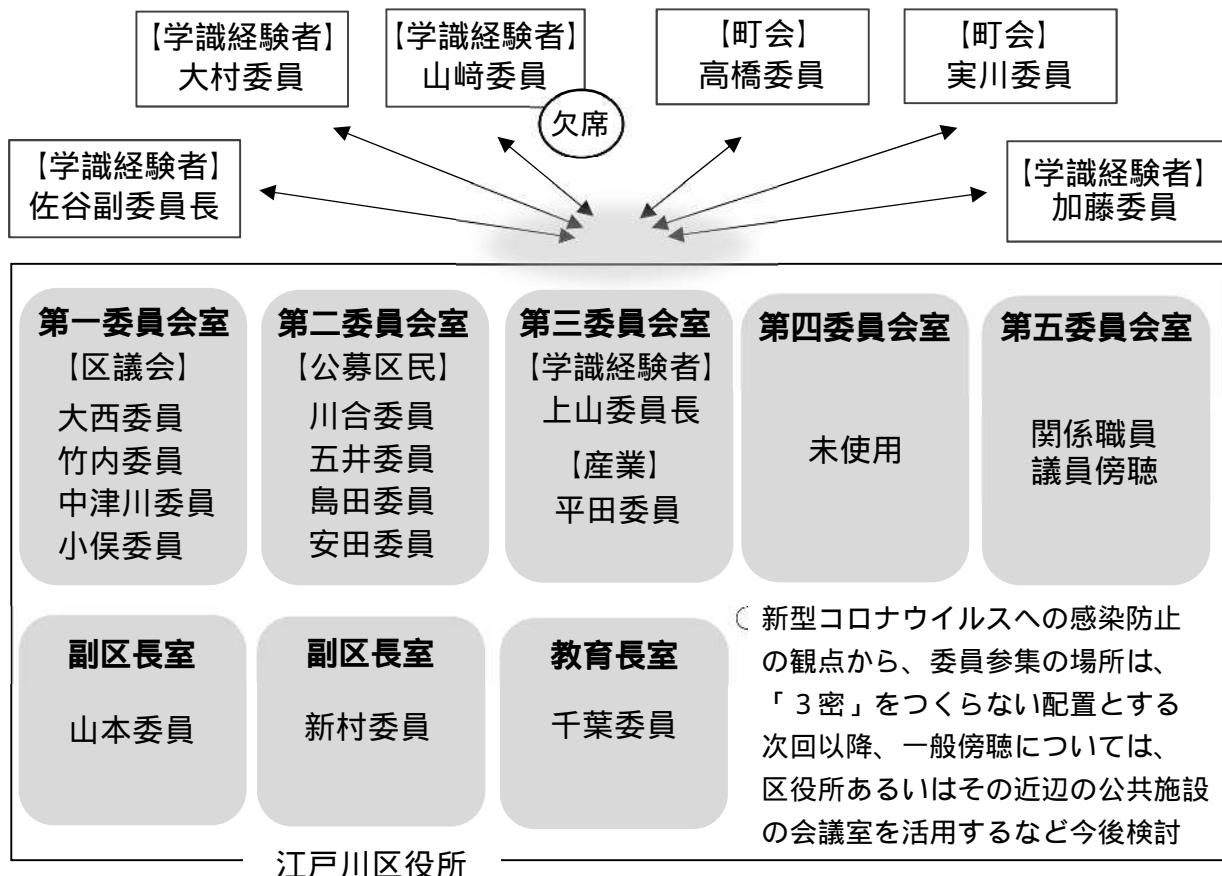 【学識経験者】
大村委員
【学識経験者】
山﨑委員
欠席
【町会】
高橋委員
【町会】
実川委員
【学識経験者】
佐谷副委員長
【学識経験者】
加藤委員
第一委員会室
【区議会】
大西委員
竹内委員
中津川委員
小俣委員
第二委員会室
【公募区民】
川合委員
五井委員
島田委員
安田委員
第三委員会室
【学識経験者】
上山委員長
【産業】
平田委員
第四委員会室
未使用
第五委員会室
関係職員
議員傍聴
副区長室
山本委員
副区長室
新村委員
教育長室
千葉委員
新型コロナウイルスへの感染防止
の観点から、委員参集の場所は、
「３密」をつくらない配置とする
次回以降、一般傍聴については、
区役所あるいはその近辺の公共施設
の会議室を活用するなど今後検討
江戸川区役所